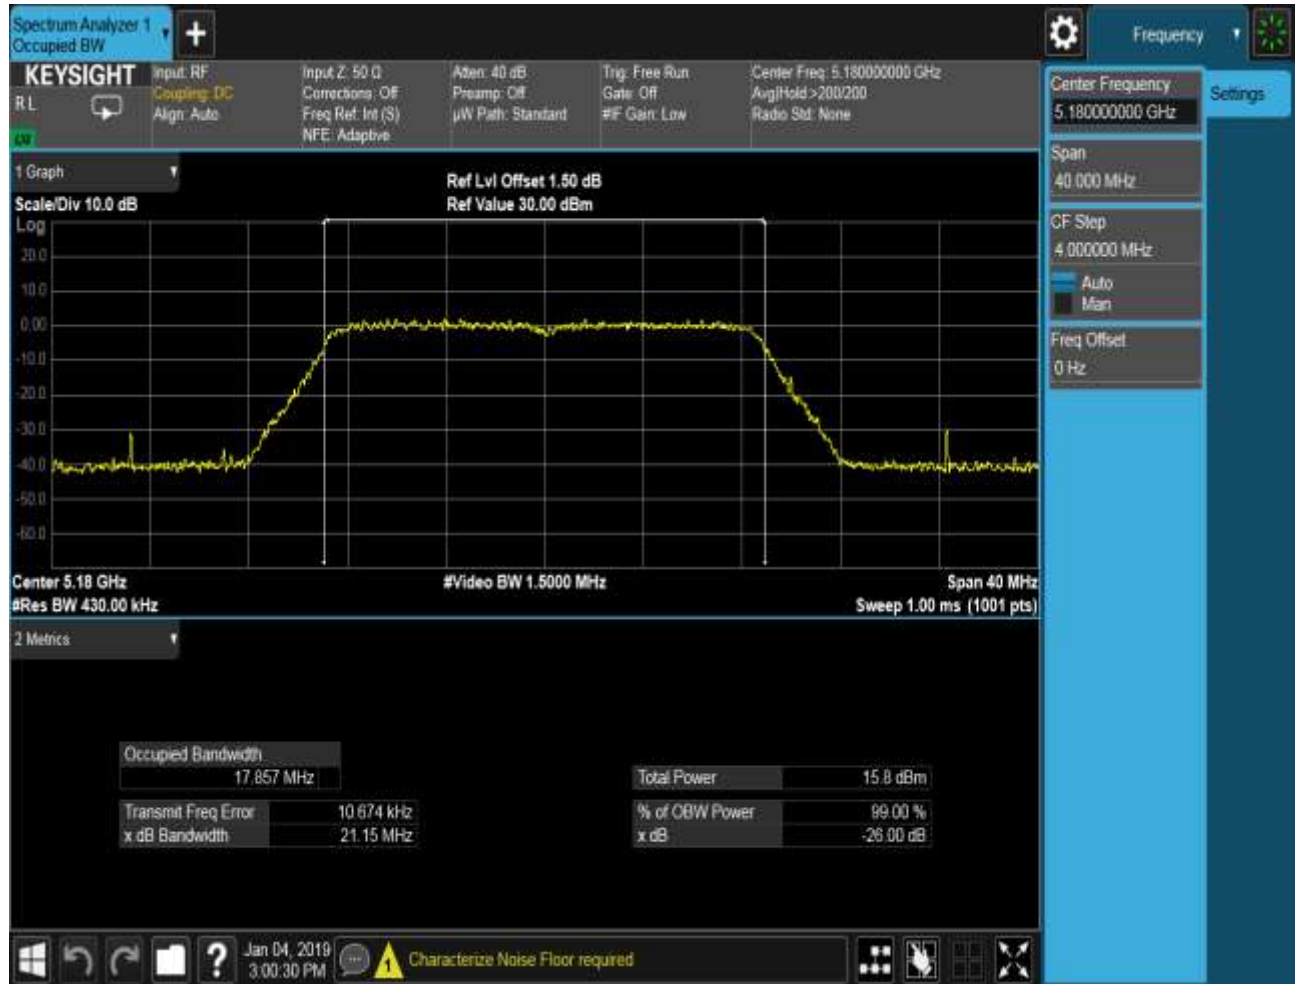 Spectrum Analyzer 1
Occupied BW
Frequency
KEYSIGHT
RL
Input: RF
Coupling: DC
Align: Auto
Input Z: 50 Ω
Corrections: Off
Freq Ref: Int (S)
NFE: Adaptive
Atten: 40 dB
Preamp: Off
µW Path: Standard
Trig: Free Run
Gate: Off
#IF Gain: Low
Center Freq: 5.180000000 GHz
Avg|Hold:>200/200
Radio Std: None
Center Frequency
5.180000000 GHz
Settings
Span
40.000 MHz
CF Step
4.000000 MHz
Auto
Man
Freq Offset
0 Hz
1 Graph
Scale/Div 10.0 dB
Ref Lvl Offset 1.50 dB
Ref Value 30.00 dBm
Log
20.0
10.0
0.00
-10.0
-20.0
-30.0
-40.0
-50.0
-60.0
Center 5.18 GHz
#Video BW 1.5000 MHz
Span 40 MHz
#Res BW 430.00 kHz
Sweep 1.00 ms (1001 pts)
2 Metrics
Occupied Bandwidth
17.857 MHz
Total Power 15.8 dBm
Transmit Freq Error 10.674 kHz
% of OBW Power 99.00 %
x dB Bandwidth 21.15 MHz
x dB -26.00 dB
?
Jan 04, 2019
3:00:30 PM
1
Characterize Noise Floor required